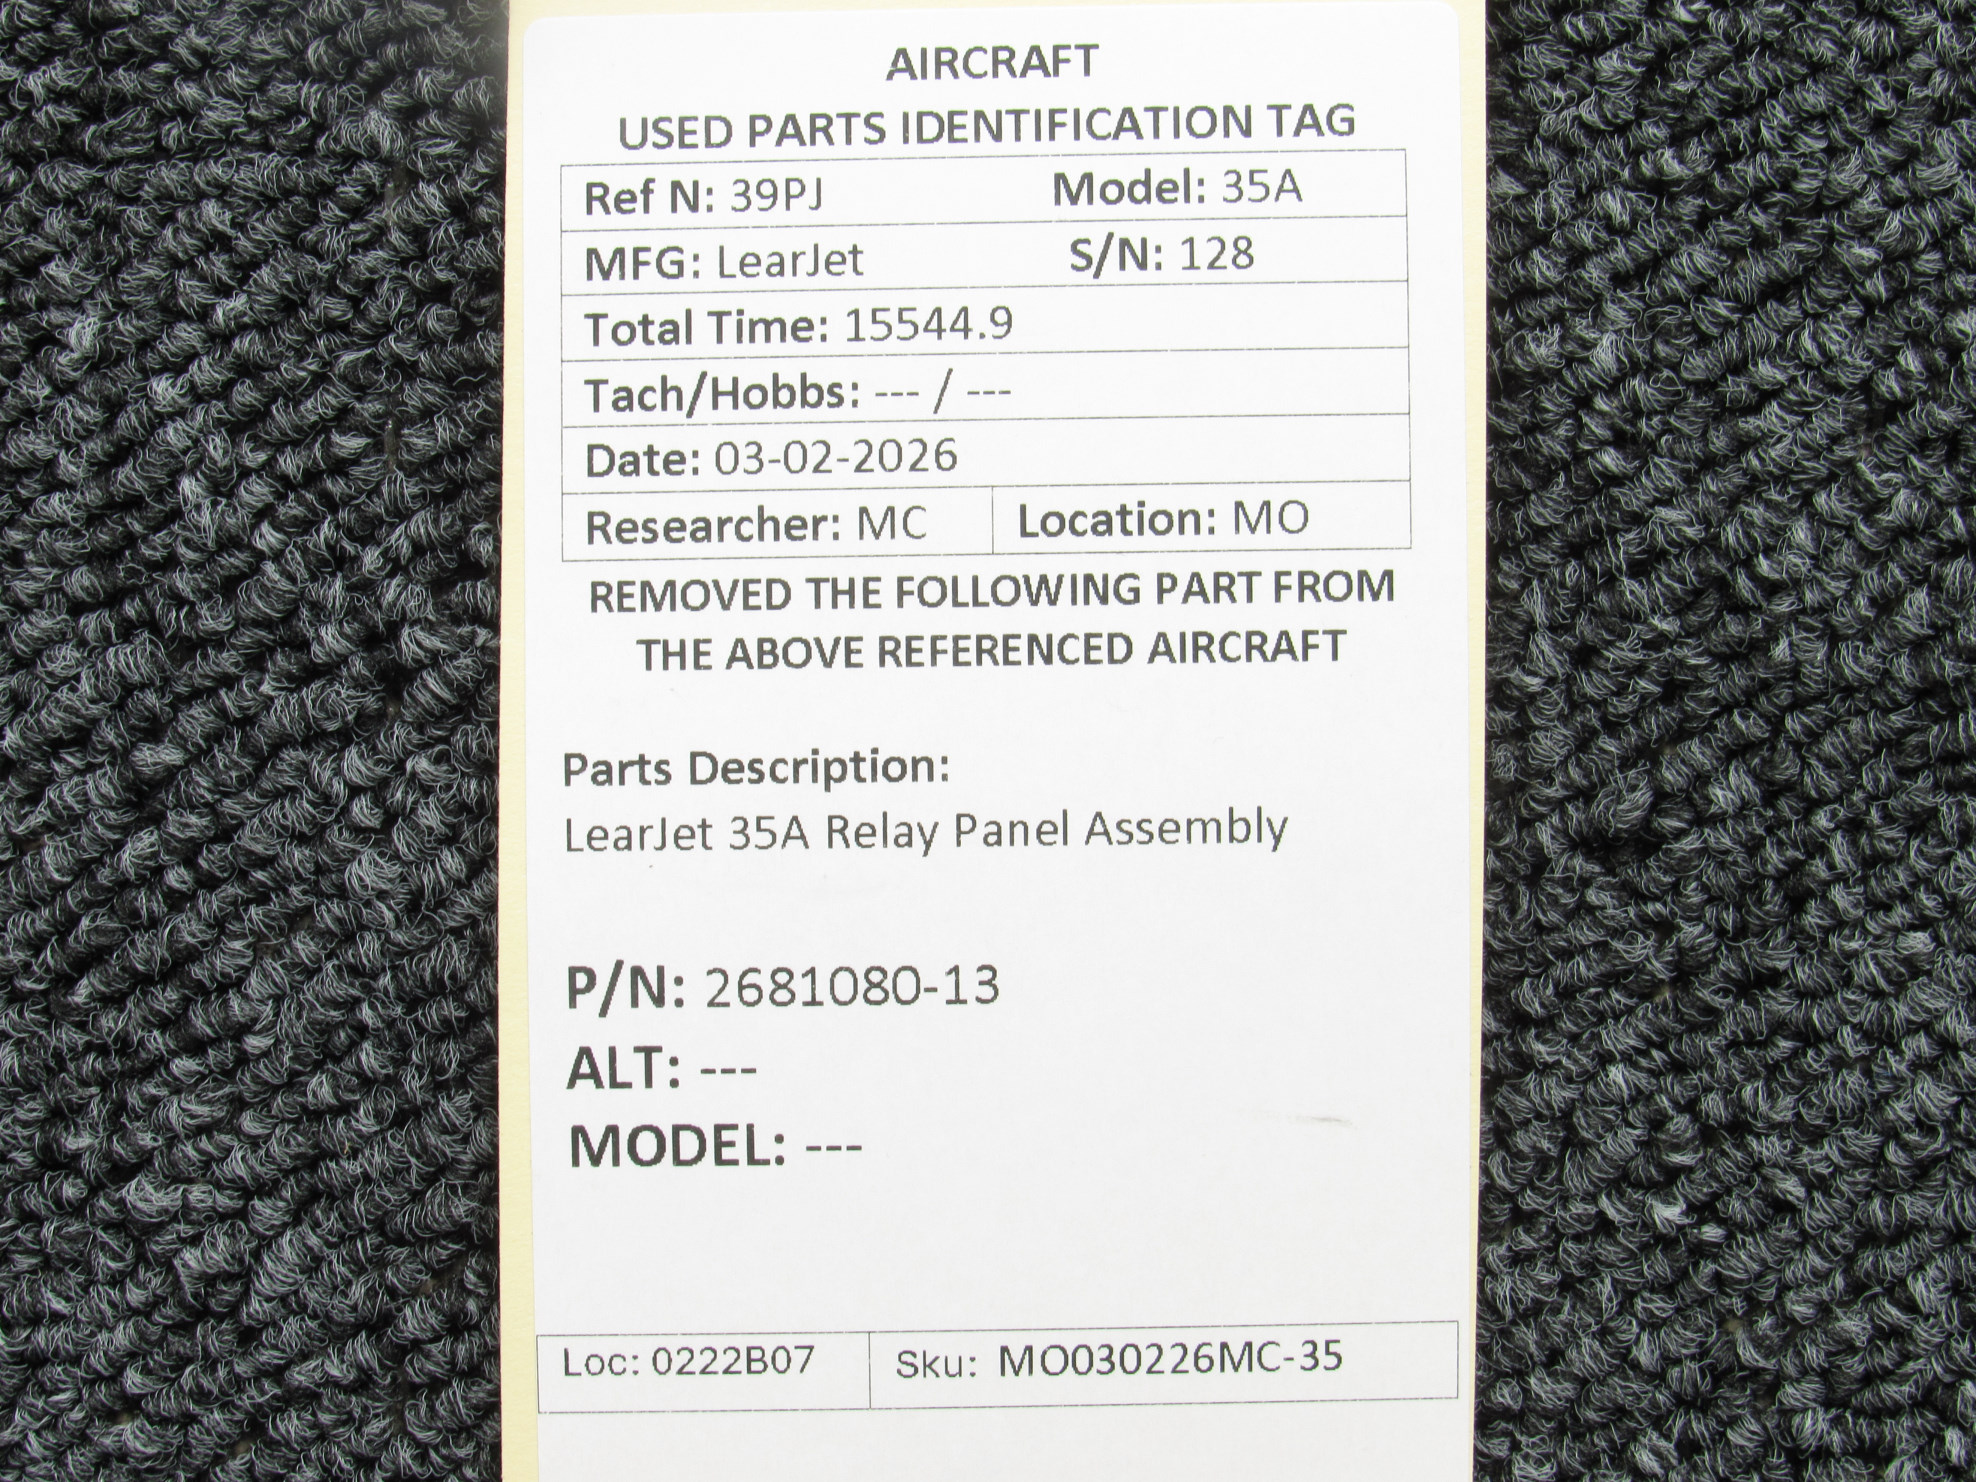 AIRCRAFT
USED PARTS IDENTIFICATION TAG
Ref N: 39PJ Model: 35A
MFG: LearJet S/N: 128
Total Time: 15544.9
Tach/Hobbs: --- / ---
Date: 03-02-2026
Researcher: MC Location: MO
REMOVED THE FOLLOWING PART FROM
THE ABOVE REFERENCED AIRCRAFT
Parts Description:
LearJet 35A Relay Panel Assembly
P/N: 2681080-13
ALT: ---
MODEL: ---
Loc: 0222B07 Sku: MO030226MC-35